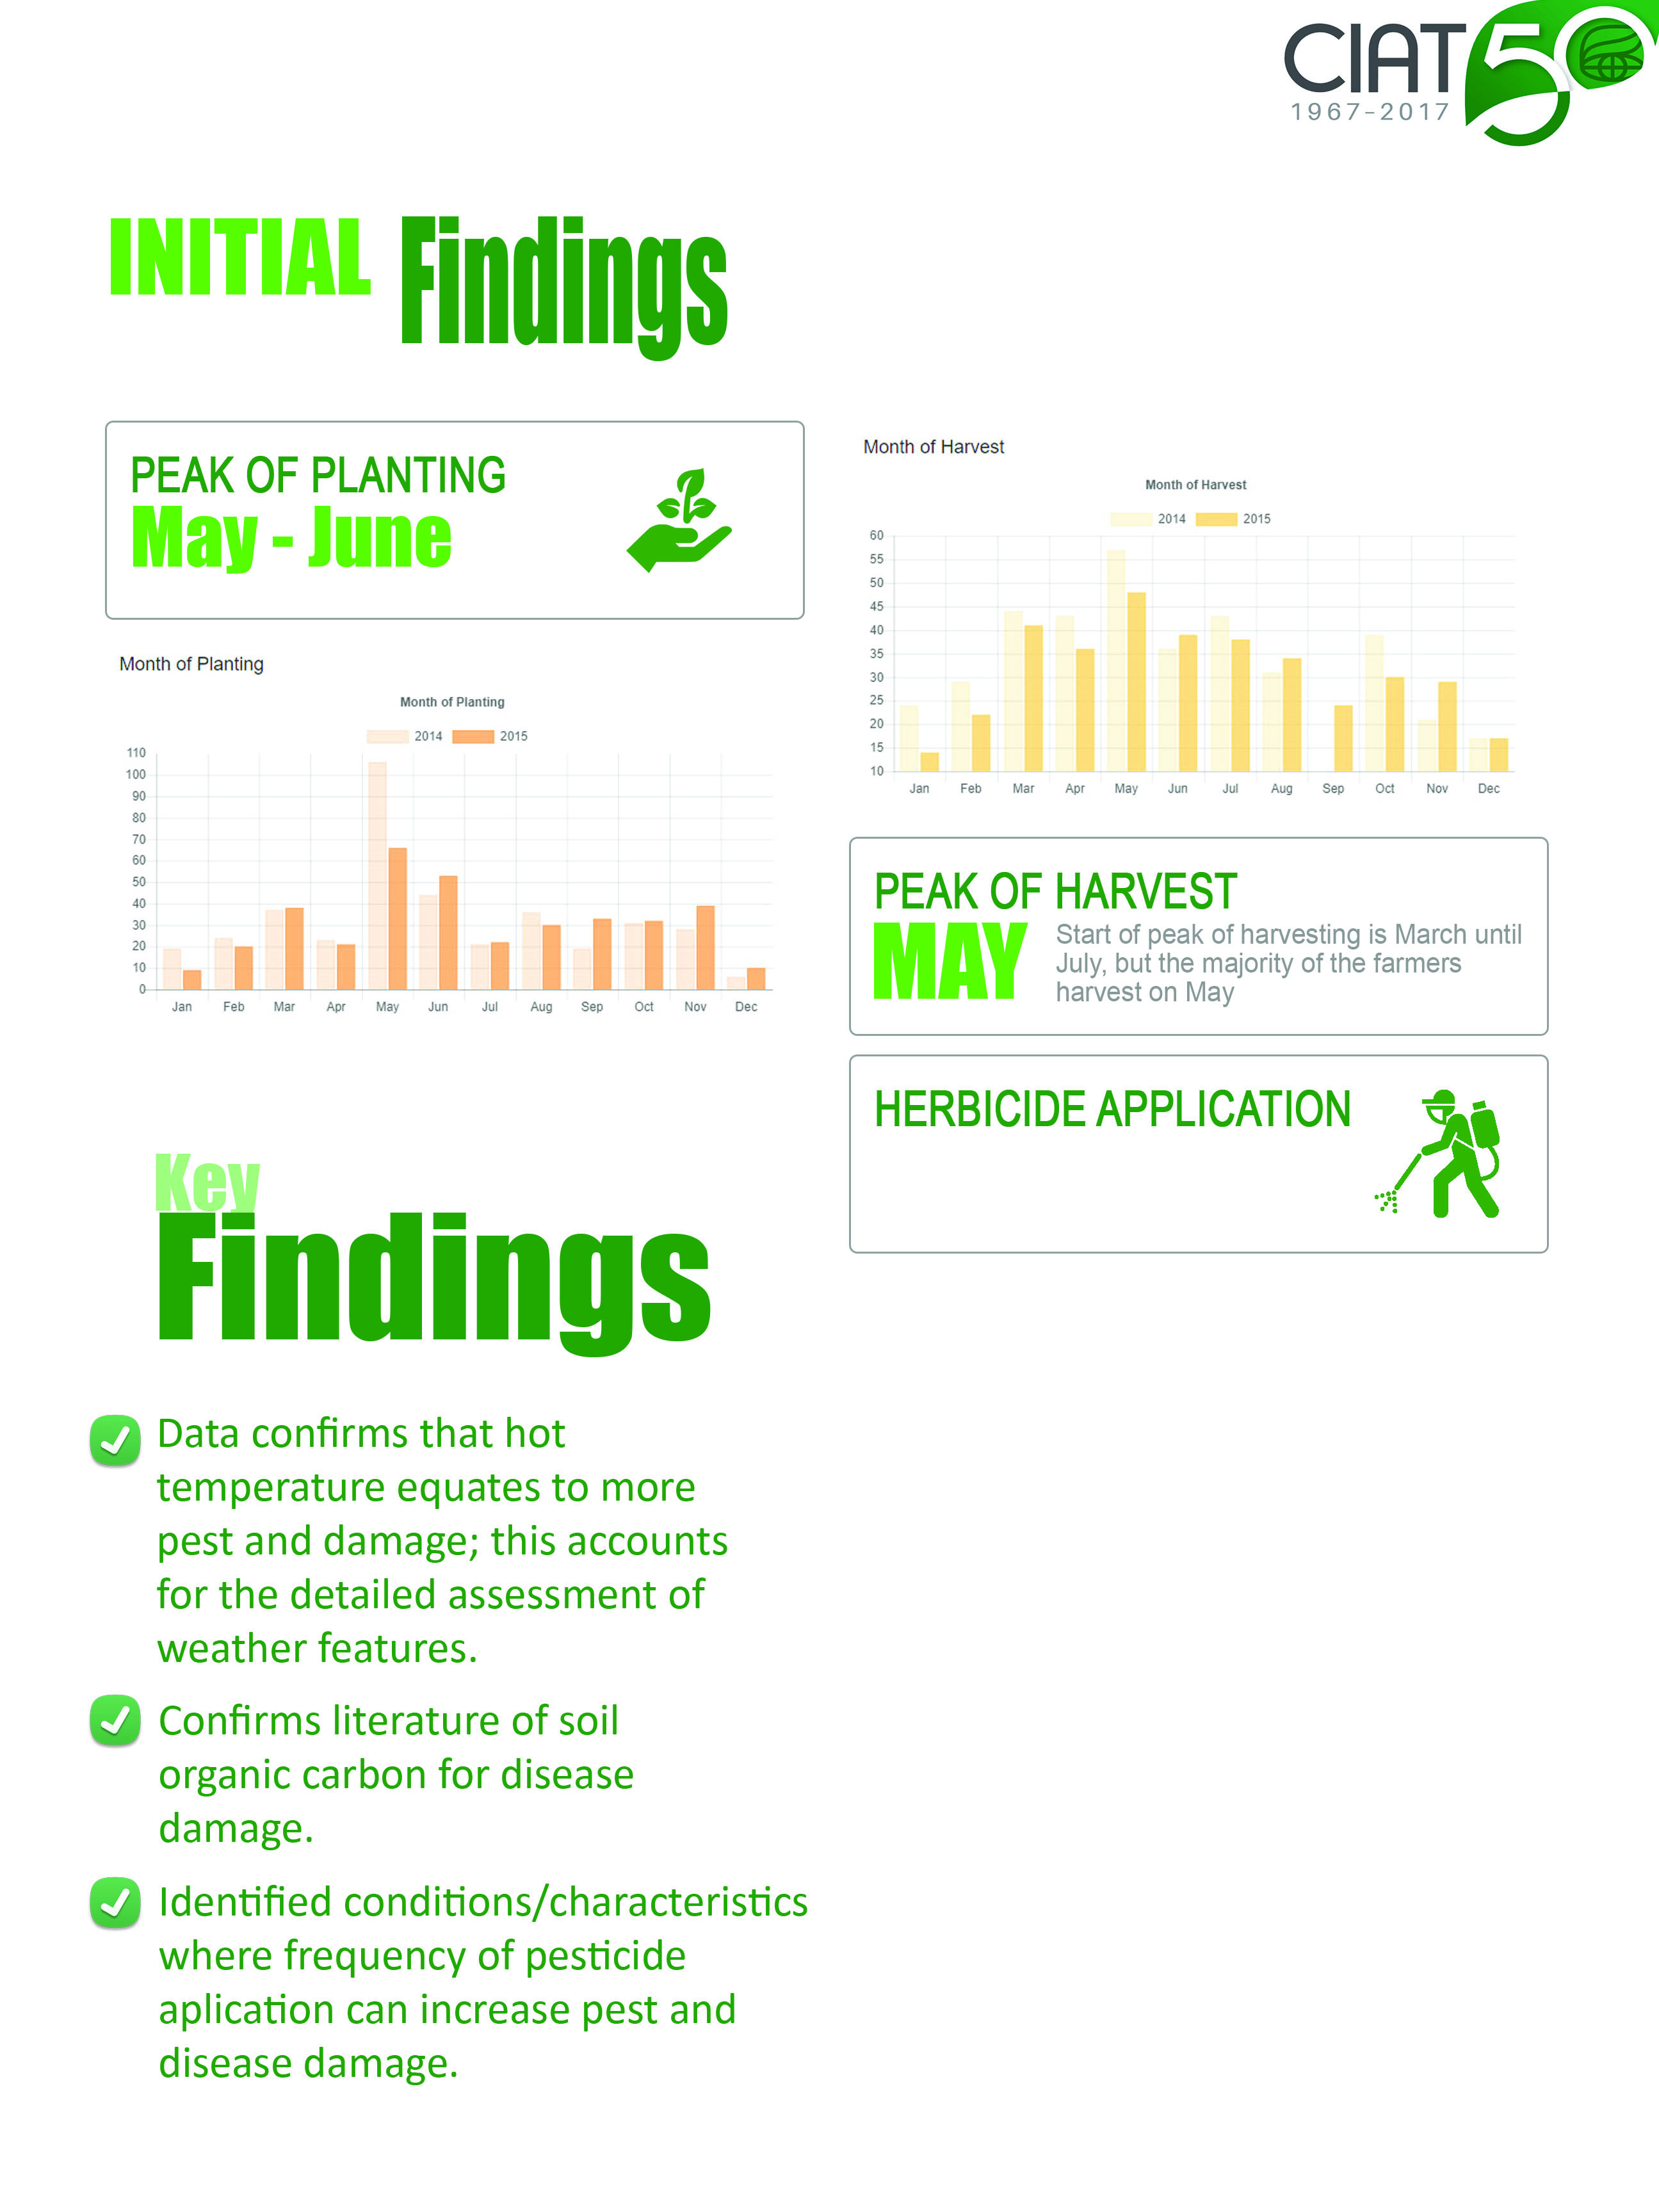 CIAT 50
1967-2017
INITIAL Findings
PEAK OF PLANTING
May - June
Month of Planting
Month of Planting
2014 2015
110
100
90
80
70
60
50
40
30
20
10
0
Jan Feb Mar Apr May Jun Jul Aug Sep Oct Nov Dec
Month of Harvest
Month of Harvest
2014 2015
60
55
50
45
40
35
30
25
20
15
10
Jan Feb Mar Apr May Jun Jul Aug Sep Oct Nov Dec
PEAK OF HARVEST
MAY
Start of peak of harvesting is March until
July, but the majority of the farmers
harvest on May
HERBICIDE APPLICATION
Key
Findings
Data confirms that hot
temperature equates to more
pest and damage; this accounts
for the detailed assessment of
weather features.
Confirms literature of soil
organic carbon for disease
damage.
Identified conditions/characteristics
where frequency of pesticide
aplication can increase pest and
disease damage.